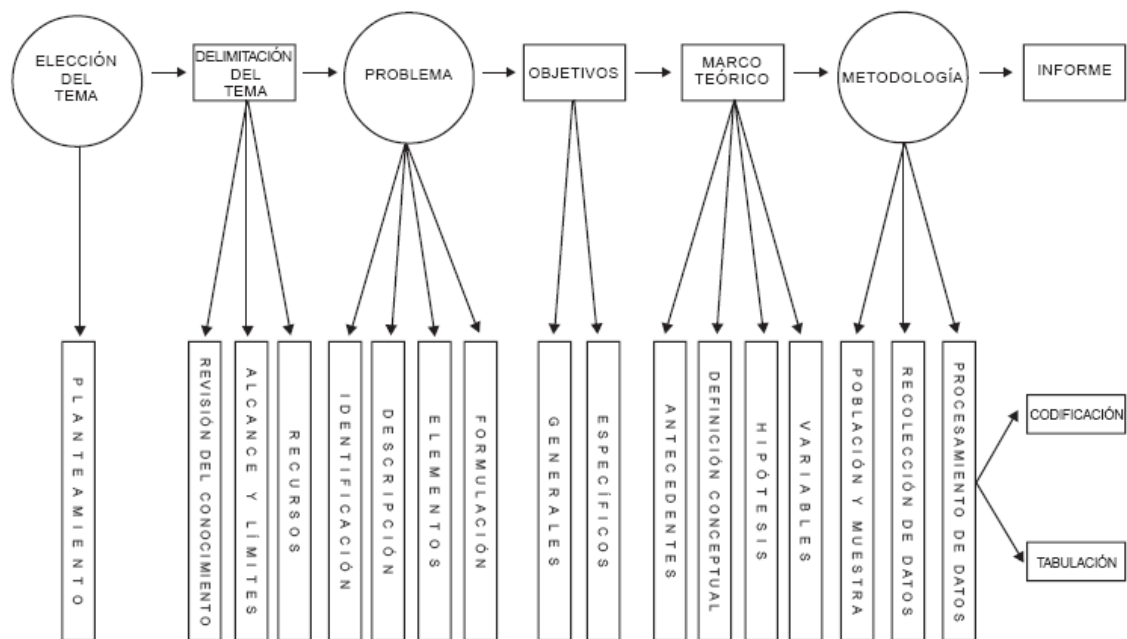 ELECCIÓN
DEL
TEMA
DELIMITACIÓN
DEL
TEMA
PROBLEMA
OBJETIVOS
MARCO
TEÓRICO
METODOLOGÍA
INFORME
PLANTEAMIENTO
REVISIÓN DEL CONOCIMIENTO
ALCANCE Y LÍMITES
RECURSOS
IDENTIFICACIÓN
DESCRIPCIÓN
ELEMENTOS
FORMULACIÓN
GENERALES
ESPECÍFICOS
ANTECEDENTES
DEFINICIÓN CONCEPTUAL
HIPÓTESIS
VARIABLES
POBLACIÓN Y MUESTRA
RECOLECCIÓN DE DATOS
PROCESAMIENTO DE DATOS
CODIFICACIÓN
TABULACIÓN